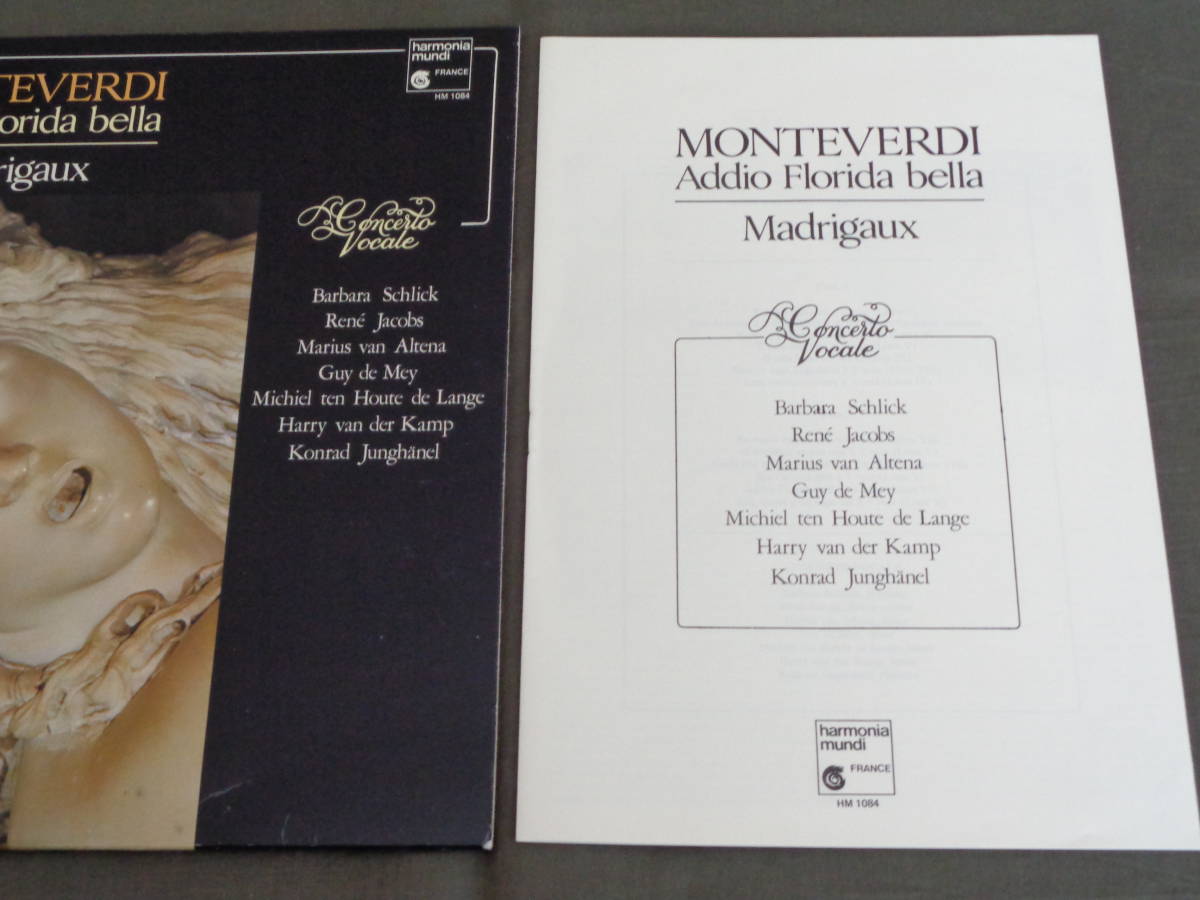 TEVERDI
lorida bella
rigaux
harmonia
mundi
FRANCE
HM 1084
Concerto
Vocale
Barbara Schlick
René Jacobs
Marius van Altena
Guy de Mey
Michiel ten Houte de Lange
Harry van der Kamp
Konrad Junghänel
MONTEVERDI
Addio Florida bella
Madrigaux
Concerto
Vocale
Barbara Schlick
René Jacobs
Marius van Altena
Guy de Mey
Michiel ten Houte de Lange
Harry van der Kamp
Konrad Junghänel
harmonia
mundi
FRANCE
HM 1084